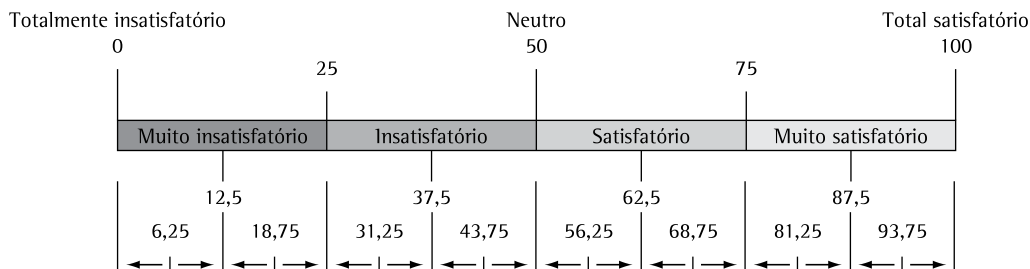 Totalmente insatisfatório Neutro Total satisfatório
0 50 100
25 75
Muito insatisfatório Insatisfatório Satisfatório Muito satisfatório
12,5 37,5 62,5 87,5
6,25 18,75 31,25 43,75 56,25 68,75 81,25 93,75